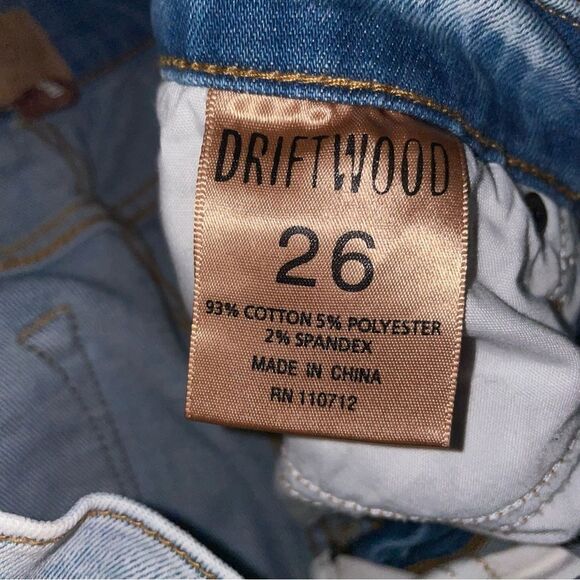 DRIFTWOOD
26
93% COTTON 5% POLYESTER
2% SPANDEX
MADE IN CHINA
RN 110712